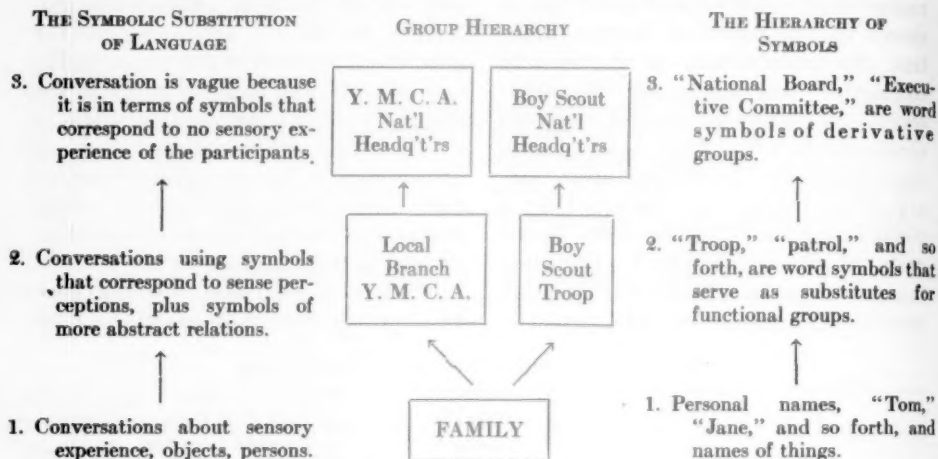 THE SYMBOLIC SUBSTITUTION
OF LANGUAGE
3. Conversation is vague because
it is in terms of symbols that
correspond to no sensory ex-
perience of the participants.
2. Conversations using symbols
that correspond to sense per-
ceptions, plus symbols of
more abstract relations.
1. Conversations about sensory
experience, objects, persons.
GROUP HIERARCHY
Y. M. C. A.
Nat'l
Headq't'rs
Boy Scout
Nat'l
Headq't'rs
Local
Branch
Y. M. C. A.
Boy
Scout
Troop
FAMILY
THE HIERARCHY OF
SYMBOLS
3. "National Board," "Execu-
tive Committee," are word
symbols of derivative
groups.
2. "Troop," "patrol," and so
forth, are word symbols that
serve as substitutes for
functional groups.
1. Personal names, "Tom,"
"Jane," and so forth, and
names of things.